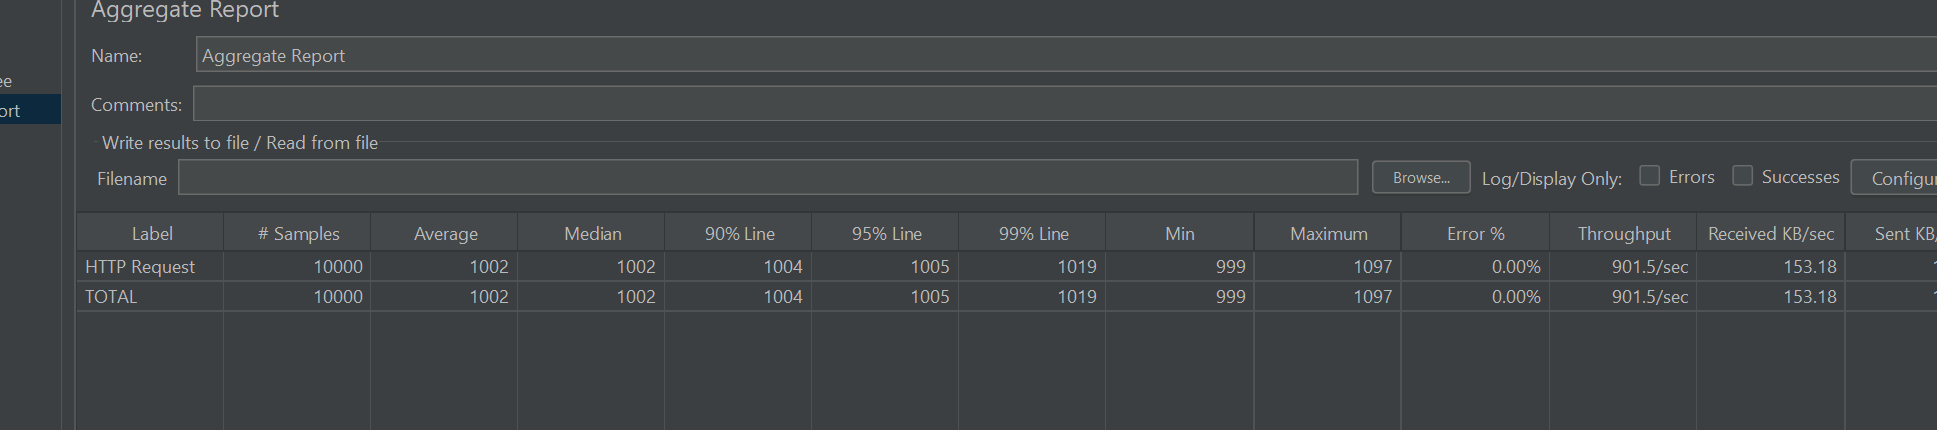 Aggregate Report
Name: Aggregate Report
ee
Comments:
ort
Write results to file / Read from file
Filename Browse... Log/Display Only: Errors Successes Configur
Label # Samples Average Median 90% Line 95% Line 99% Line Min Maximum Error % Throughput Received KB/sec Sent KB/
HTTP Request 10000 1002 1002 1004 1005 1019 999 1097 0.00% 901.5/sec 153.18
TOTAL 10000 1002 1002 1004 1005 1019 999 1097 0.00% 901.5/sec 153.18